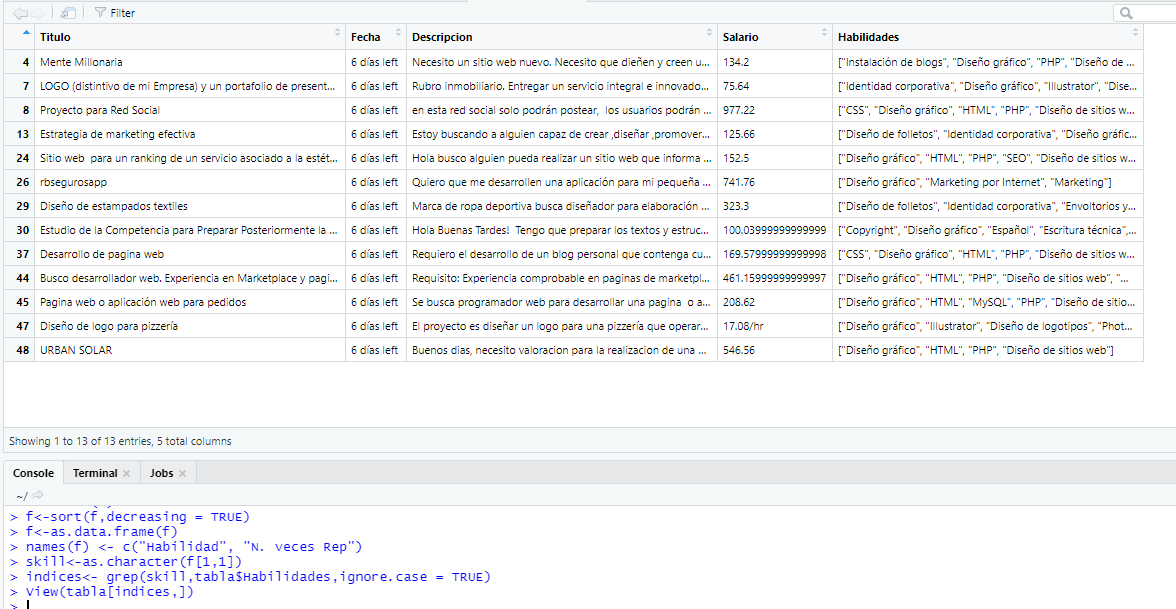 Filter
Titulo Fecha Descripcion Salario Habilidades
4 Mente Millonaria 6 días left Necesito un sitio web nuevo. Necesito que dieñen y creen u... 134.2 ["Instalación de blogs", "Diseño gráfico", "PHP", "Diseño de ...
7 LOGO (distintivo de mi Empresa) y un portafolio de present... 6 días left Rubro inmobiliario. Entregar un servicio integral e innovado... 75.64 ["Identidad corporativa", "Diseño gráfico", "Illustrator", "Dise...
8 Proyecto para Red Social 6 días left en esta red social solo podrán postear, los usuarios podrán ... 977.22 ["CSS", "Diseño gráfico", "HTML", "PHP", "Diseño de sitios w...
13 Estrategia de marketing efectiva 6 días left Estoy buscando a alguien capaz de crear ,diseñar ,promover... 125.66 ["Diseño de folletos", "Identidad corporativa", "Diseño gráfic...
24 Sitio web para un ranking de un servicio asociado a la estét... 6 días left Hola busco alguien pueda realizar un sitio web que informa ... 152.5 ["Diseño gráfico", "HTML", "PHP", "SEO", "Diseño de sitios w...
26 rbsegurosapp 6 días left Quiero que me desarrollen una aplicación para mi pequeña ... 741.76 ["Diseño gráfico", "Marketing por Internet", "Marketing"]
29 Diseño de estampados textiles 6 días left Marca de ropa deportiva busca diseñador para elaboración ... 323.3 ["Diseño de folletos", "Identidad corporativa", "Envoltorios y...
30 Estudio de la Competencia para Preparar Posteriormente la ... 6 días left Hola Buenas Tardes! Tengo que preparar los textos y estruc... 100.03999999999999 ["Copyright", "Diseño gráfico", "Español", "Escritura técnica",...
37 Desarrollo de pagina web 6 días left Requiero el desarrollo de un blog personal que contenga cu... 169.57999999999998 ["CSS", "Diseño gráfico", "HTML", "PHP", "Diseño de sitios w...
44 Busco desarrollador web. Experiencia en Marketplace y pagi... 6 días left Requisito: Experiencia comprobable en paginas de marketpl... 461.15999999999997 ["Diseño gráfico", "HTML", "PHP", "Diseño de sitios web", "...
45 Pagina web o aplicación web para pedidos 6 días left Se busca programador web para desarrollar una pagina o a... 208.62 ["Diseño gráfico", "HTML", "MySQL", "PHP", "Diseño de sitio...
47 Diseño de logo para pizzería 6 días left El proyecto es diseñar un logo para una pizzería que operar... 17.08/hr ["Diseño gráfico", "Illustrator", "Diseño de logotipos", "Phot...
48 URBAN SOLAR 6 días left Buenos dias, necesito valoracion para la realizacion de una ... 546.56 ["Diseño gráfico", "HTML", "PHP", "Diseño de sitios web"]
Showing 1 to 13 of 13 entries, 5 total columns
Console Terminal Jobs
~/
> f<-sort(f,decreasing = TRUE)
> f<-as.data.frame(f)
> names(f) <- c("Habilidad", "N. veces Rep")
> skill<-as.character(f[1,1])
> indices<- grep(skill,tabla$Habilidades,ignore.case = TRUE)
> View(tabla[indices,])
>